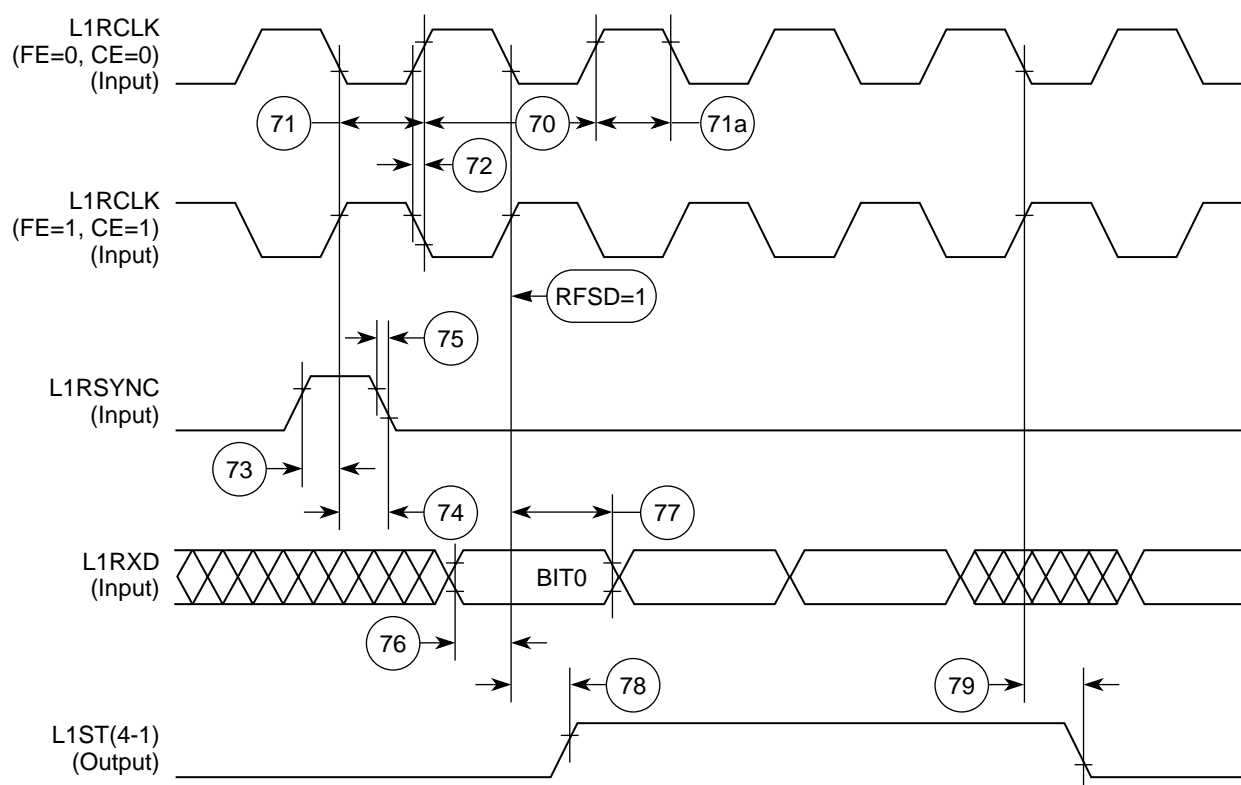 L1RCLK
(FE=0, CE=0)
(Input)
71
70
71a
72
L1RCLK
(FE=1, CE=1)
(Input)
RFSD=1
75
L1RSYNC
(Input)
73
74
77
L1RXD
(Input)
BIT0
76
78
79
L1ST(4-1)
(Output)